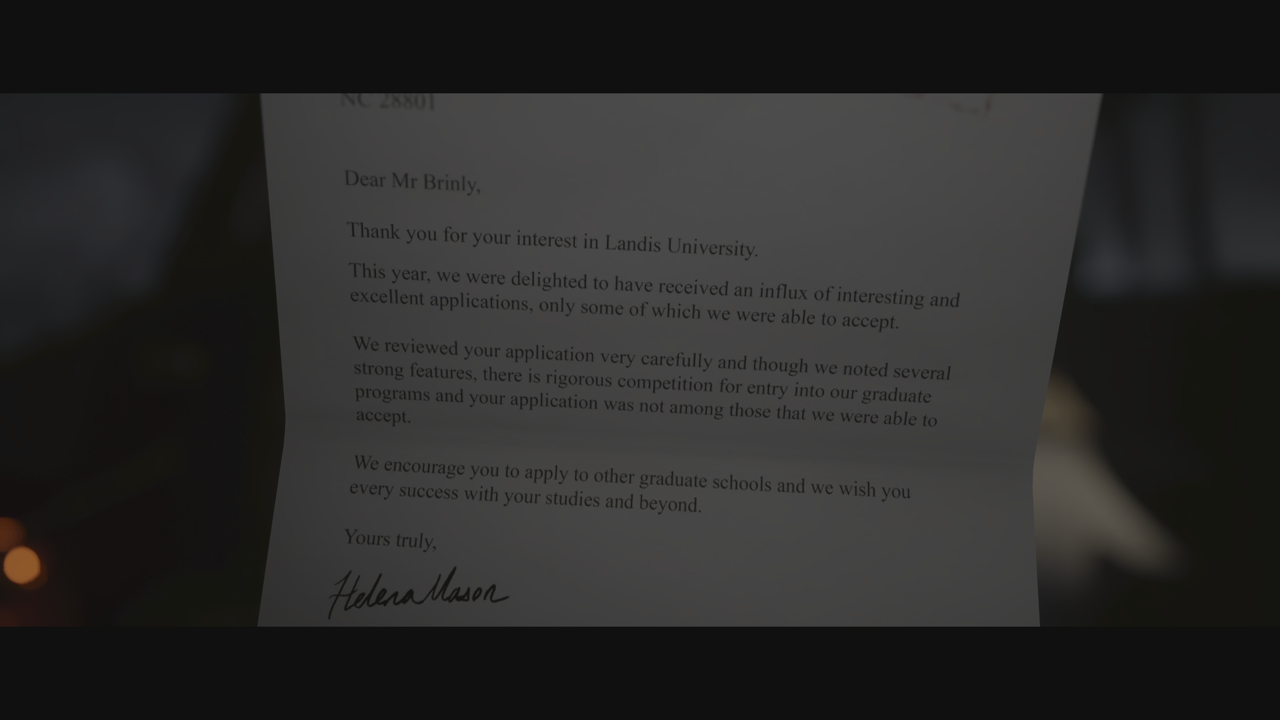 NC 28801
Dear Mr Brinly,
Thank you for your interest in Landis University.
This year, we were delighted to have received an influx of interesting and
excellent applications, only some of which we were able to accept.
We reviewed your application very carefully and though we noted several
strong features, there is rigorous competition for entry into our graduate
programs and your application was not among those that we were able to
accept.
We encourage you to apply to other graduate schools and we wish you
every success with your studies and beyond.
Yours truly,
Helena Mason